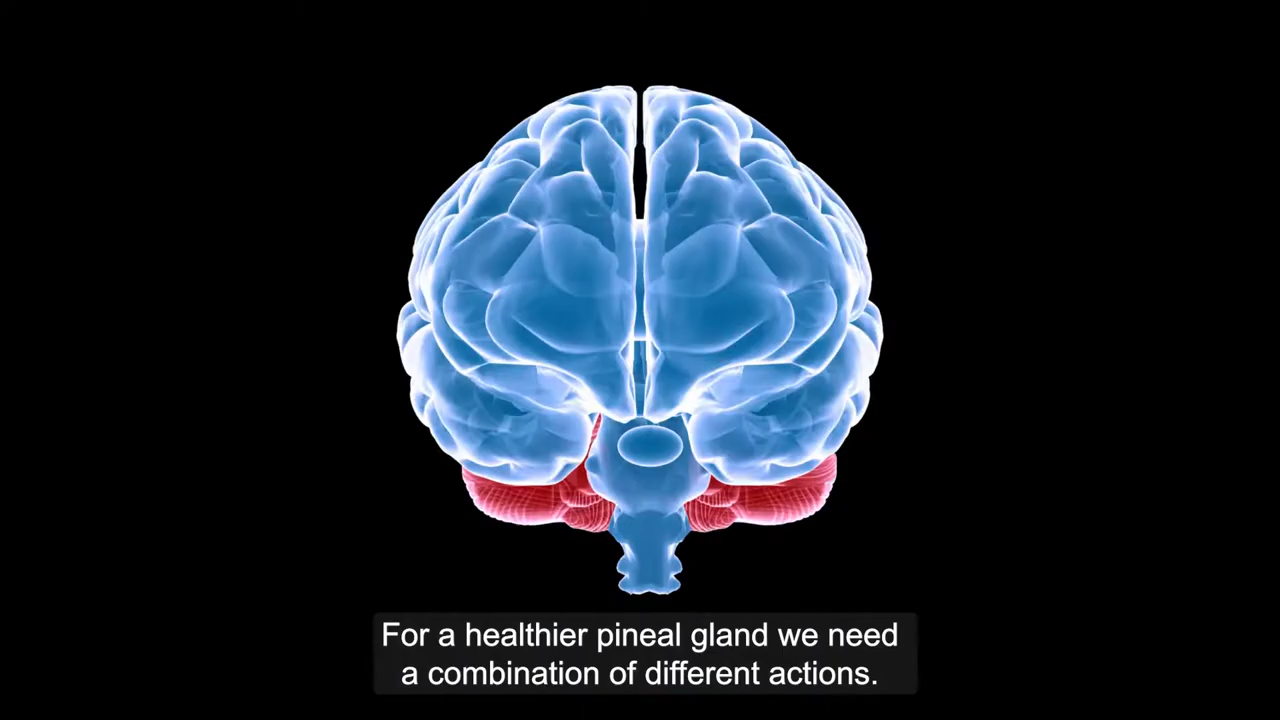 For a healthier pineal gland we need
a combination of different actions.